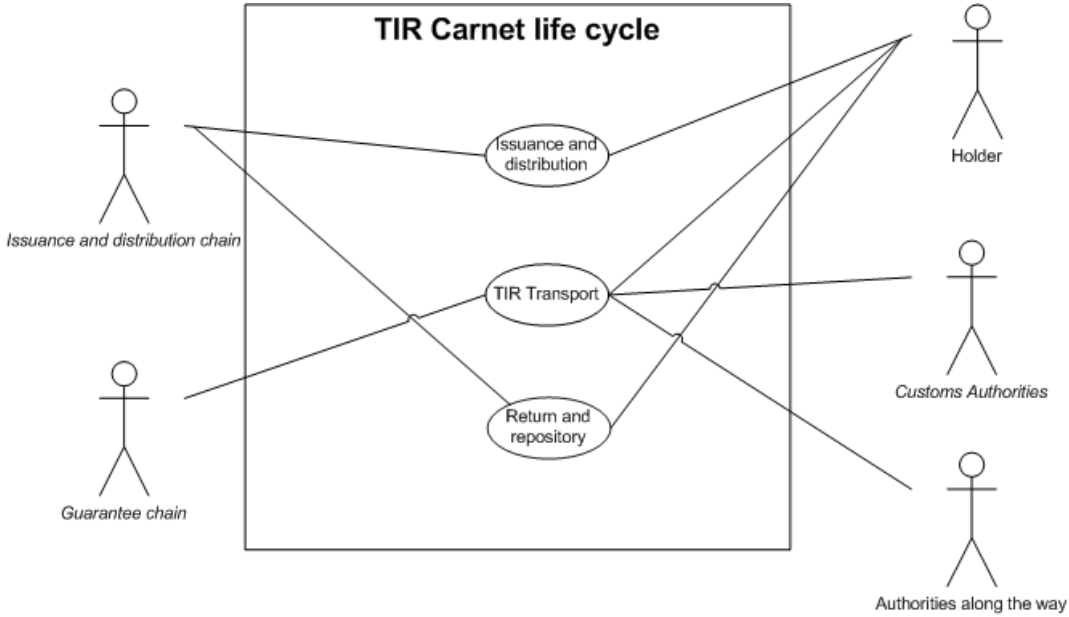 TIR Carnet life cycle
Issuance and
distribution
Holder
Issuance and distribution chain
TIR Transport
Customs Authorities
Return and
repository
Guarantee chain
Authorities along the way